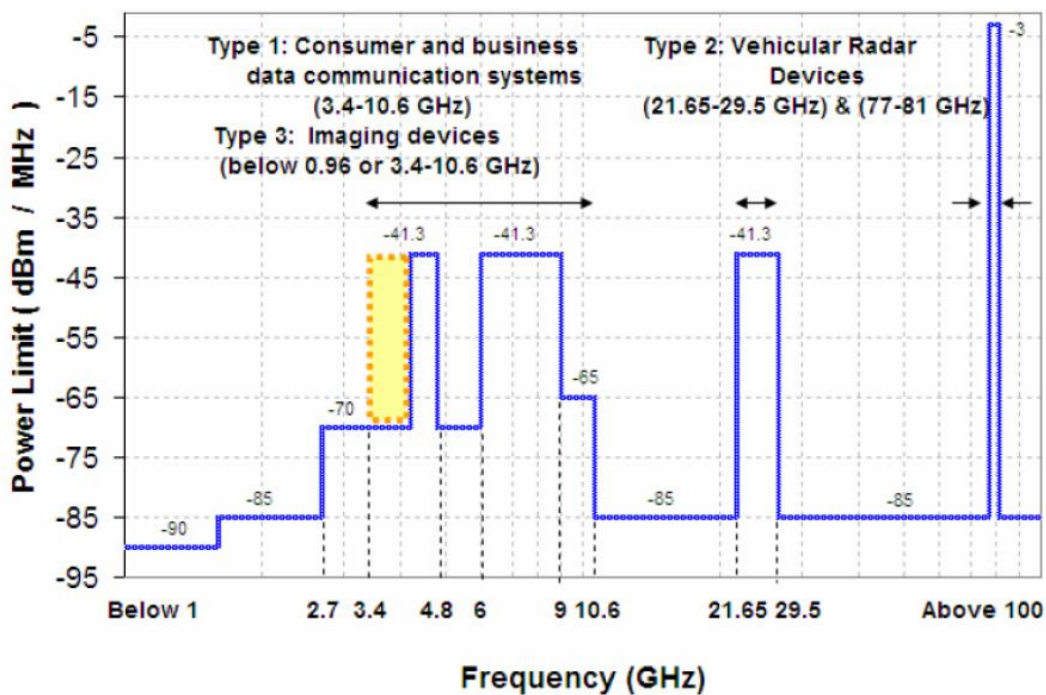 Type 1: Consumer and business
data communication systems
(3.4-10.6 GHz)
Type 3: Imaging devices
(below 0.96 or 3.4-10.6 GHz)
Type 2: Vehicular Radar
Devices
(21.65-29.5 GHz) & (77-81 GHz)
-3
-41.3
-41.3
-41.3
-65
-70
-85
-85
-85
-90
Power Limit ( dBm / MHz )
-5
-15
-25
-35
-45
-55
-65
-75
-85
-95
Below 1
2.7
3.4
4.8
6
9
10.6
21.65
29.5
Above 100
Frequency (GHz)